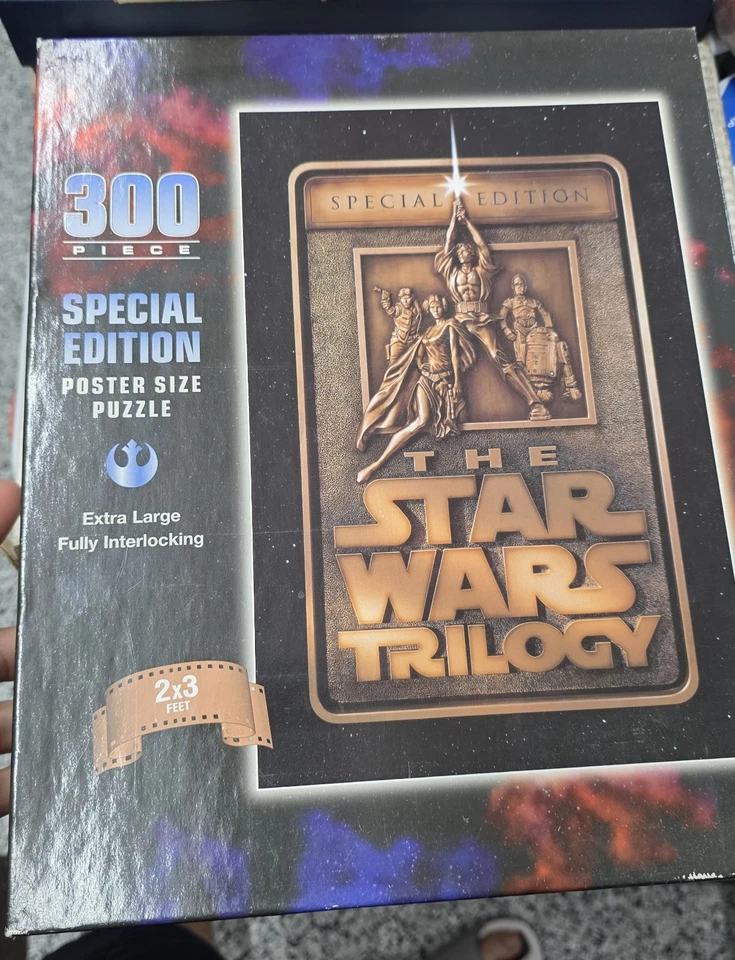 300
PIECE
SPECIAL
EDITION
POSTER SIZE
PUZZLE
Extra Large
Fully Interlocking
2x3
FEET
SPECIAL EDITION
THE
STAR
WARS
TRILOGY